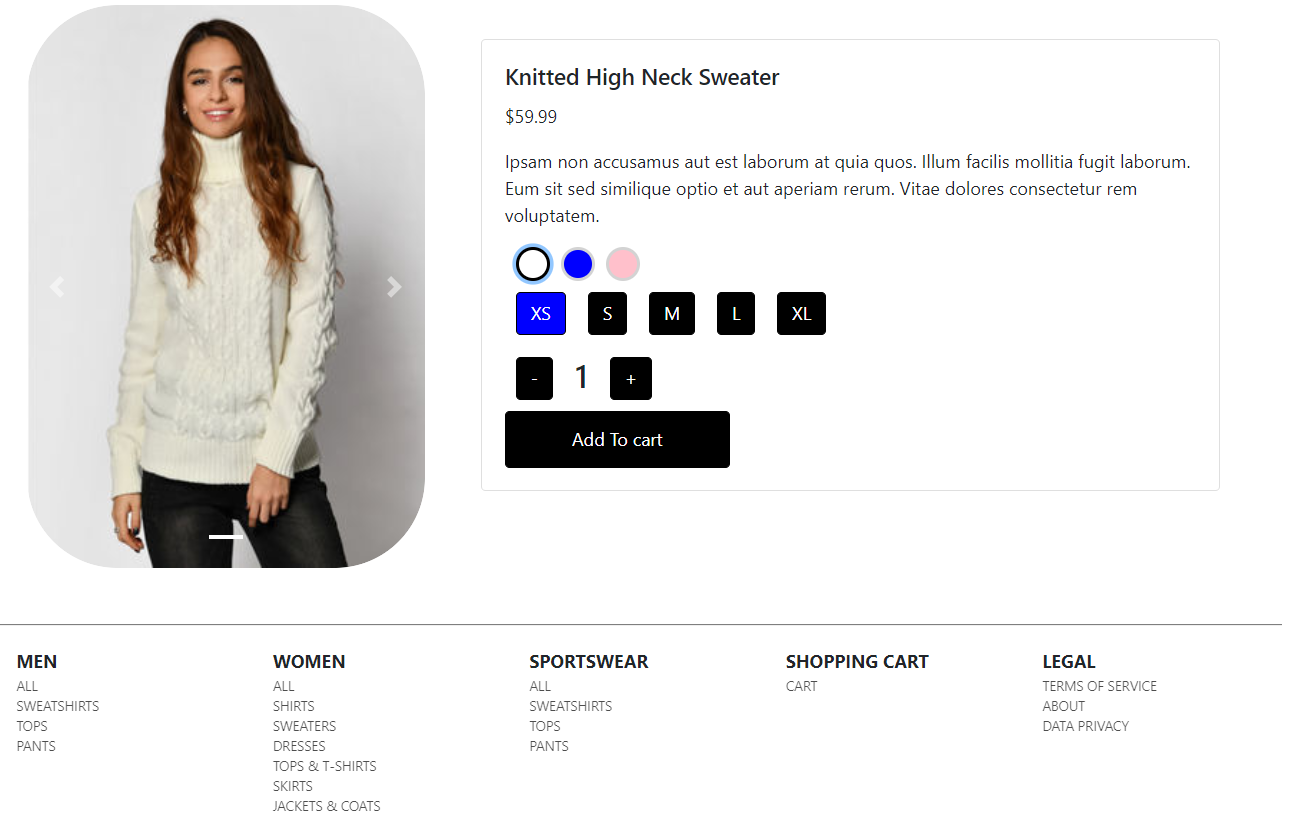 Knitted High Neck Sweater
$59.99
Ipsam non accusamus aut est laborum at quia quos. Illum facilis mollitia fugit laborum.
Eum sit sed similique optio et aut aperiam rerum. Vitae dolores consectetur rem
voluptatem.
XS S M L XL
- 1 +
Add To cart
MEN
ALL
SWEATSHIRTS
TOPS
PANTS
WOMEN
ALL
SHIRTS
SWEATERS
DRESSES
TOPS & T-SHIRTS
SKIRTS
JACKETS & COATS
SPORTSWEAR
ALL
SWEATSHIRTS
TOPS
PANTS
SHOPPING CART
CART
LEGAL
TERMS OF SERVICE
ABOUT
DATA PRIVACY